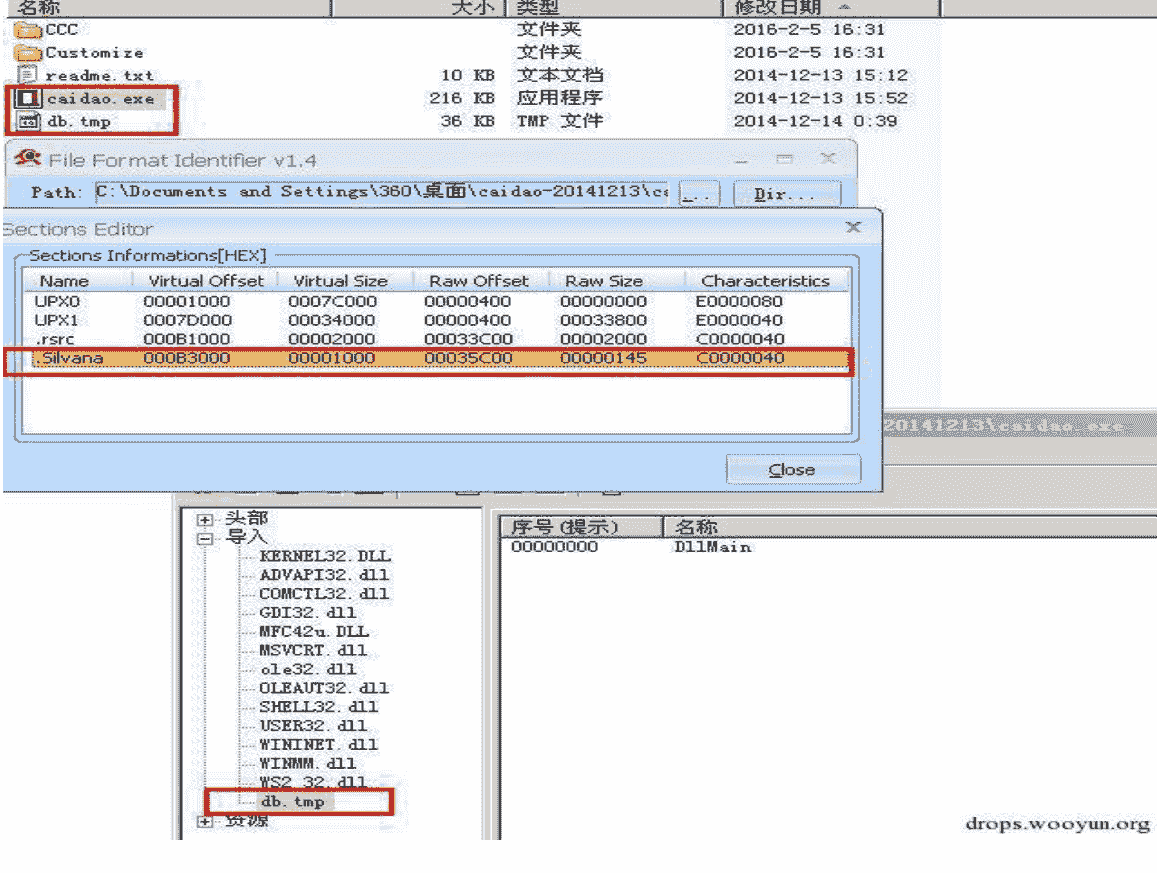 名称 大小 类型 修改日期
CCC 文件夹 2016-2-5 16:31
Customize 文件夹 2016-2-5 16:31
readme.txt 10 KB 文本文档 2014-12-13 15:12
caidao.exe 216 KB 应用程序 2014-12-13 15:52
db.tmp 36 KB TMP 文件 2014-12-14 0:39
File Format Identifier v1.4
Path: C:\Documents and Settings\360\桌面\caidao-20141213\ca ... Dir...
Sections Editor
Sections Informations[HEX]
Name Virtual Offset Virtual Size Raw Offset Raw Size Characteristics
UPX0 00001000 0007C000 00000400 00000000 E0000080
UPX1 0007D000 00034000 00000400 00033800 E0000040
.rsrc 000B1000 00002000 00033C00 00002000 C0000040
.Silvana 000B3000 00001000 00035C00 00000145 C0000040
20141213\caidao.exe
Close
头部
导入
KERNEL32.DLL
ADVAPI32.dll
COMCTL32.dll
GDI32.dll
MFC42u.DLL
MSVCRT.dll
ole32.dll
OLEAUT32.dll
SHELL32.dll
USER32.dll
WININET.dll
WINMM.dll
WS2_32.dll
db.tmp
资源
序号(提示) 名称
00000000 DllMain
drops.wooyun.org